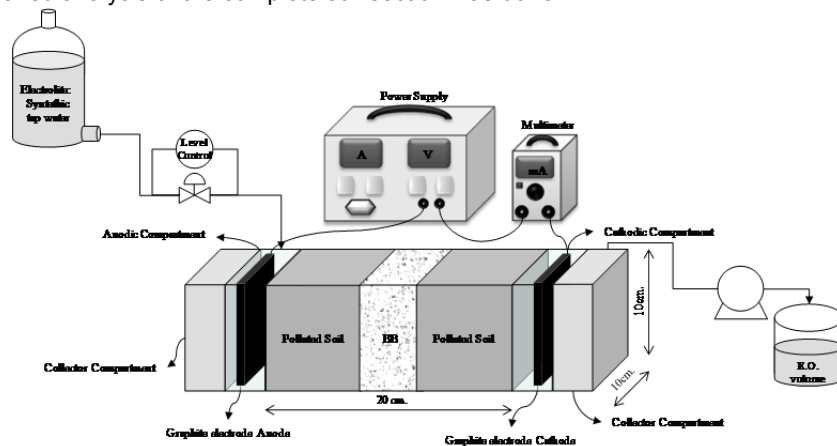 Electrolite:
Synthetic
tap water
Power Supply
Multimeter
Level
Control
A
V
mA
Anodic Compartment
Cathodic Compartment
10cm.
Polluted Soil
BB
Polluted Soil
Collector Compartment
E.O.
volume
10cm.
20 cm.
Graphite electrode Anode
Graphite electrode Cathode
Collector Compartment